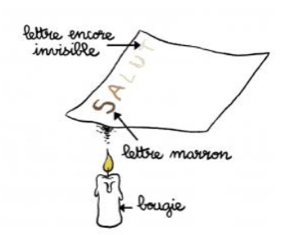 lettre encore
invisible
SALUT
lettre marron
bougie